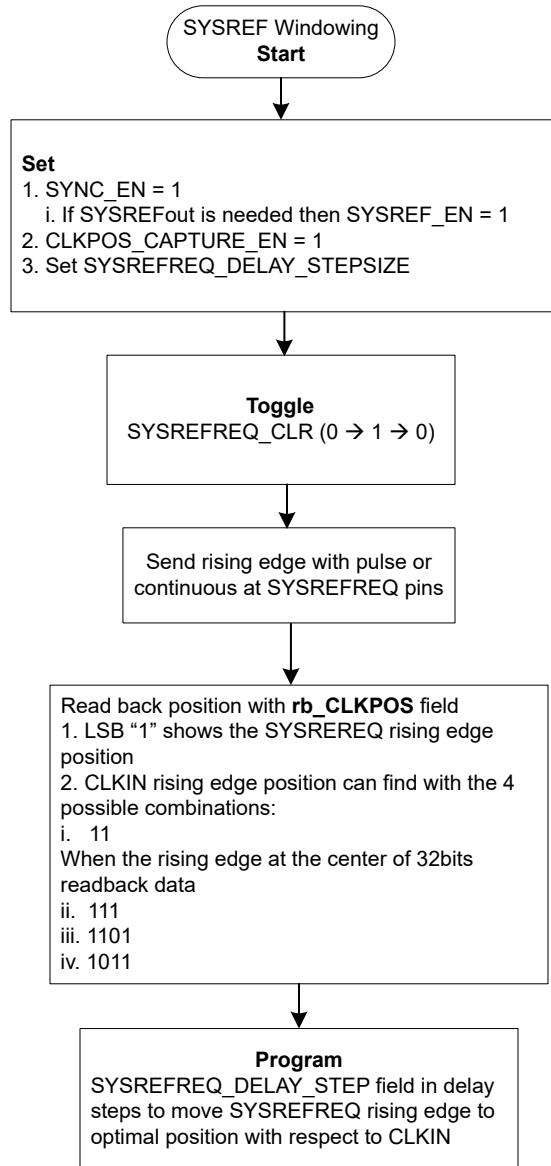 SYSREF Windowing
Start
Set
1. SYNC_EN = 1
i. If SYSREFout is needed then SYSREF_EN = 1
2. CLKPOS_CAPTURE_EN = 1
3. Set SYSREFREQ_DELAY_STEPSIZE
Toggle
SYSREFREQ_CLR (0 → 1 → 0)
Send rising edge with pulse or
continuous at SYSREFREQ pins
Read back position with rb_CLKPOS field
1. LSB “1” shows the SYSREREQ rising edge
position
2. CLKIN rising edge position can find with the 4
possible combinations:
i. 11
When the rising edge at the center of 32bits
readback data
ii. 111
iii. 1101
iv. 1011
Program
SYSREFREQ_DELAY_STEP field in delay
steps to move SYSREFREQ rising edge to
optimal position with respect to CLKIN